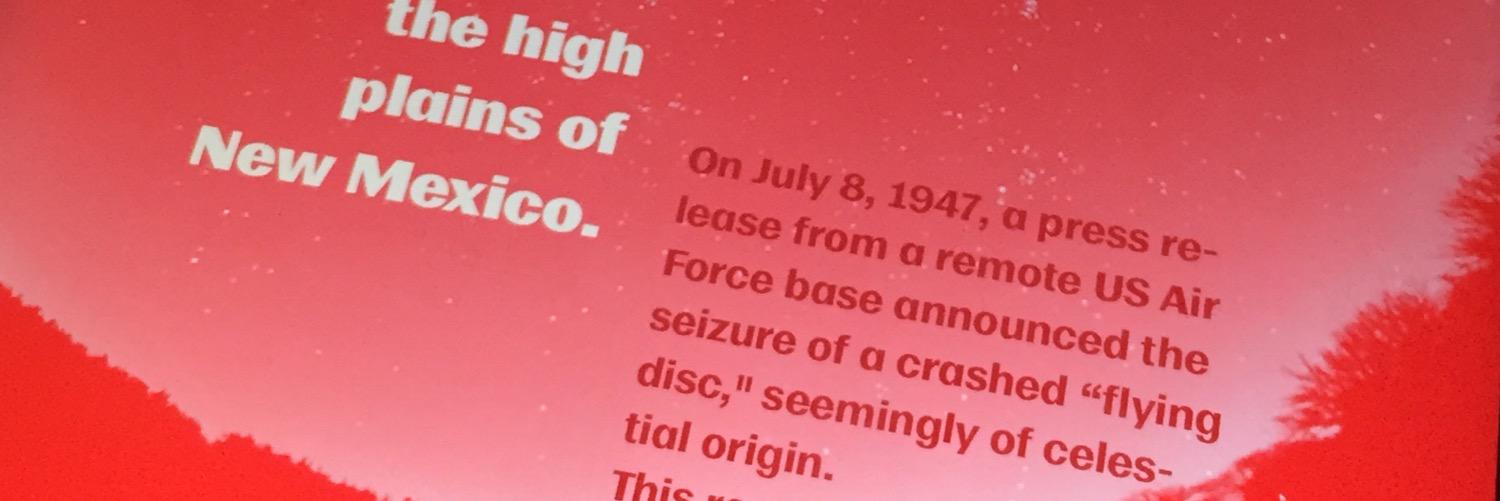 the high
plains of
New Mexico.
On July 8, 1947, a press re-
lease from a remote US Air
Force base announced the
seizure of a crashed “flying
disc," seemingly of celes-
tial origin.
This